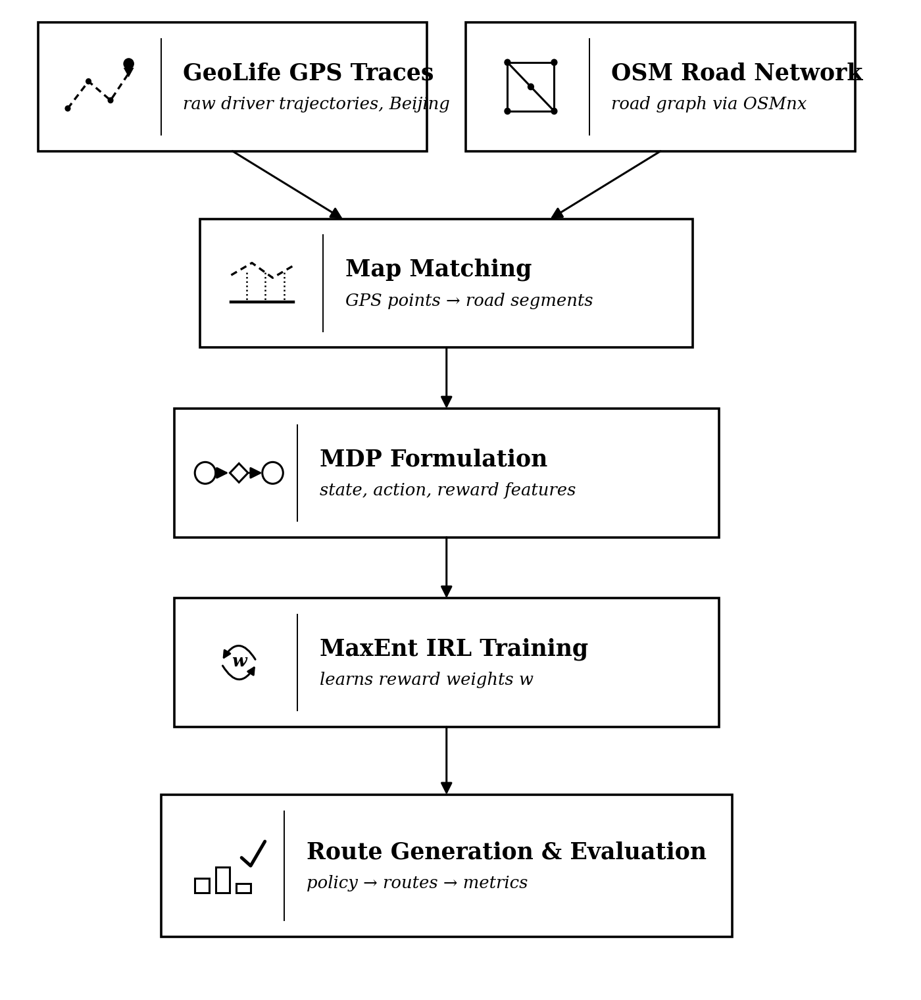 GeoLife GPS Traces
raw driver trajectories, Beijing
OSM Road Network
road graph via OSMnx
Map Matching
GPS points → road segments
MDP Formulation
state, action, reward features
w
MaxEnt IRL Training
learns reward weights w
Route Generation & Evaluation
policy → routes → metrics